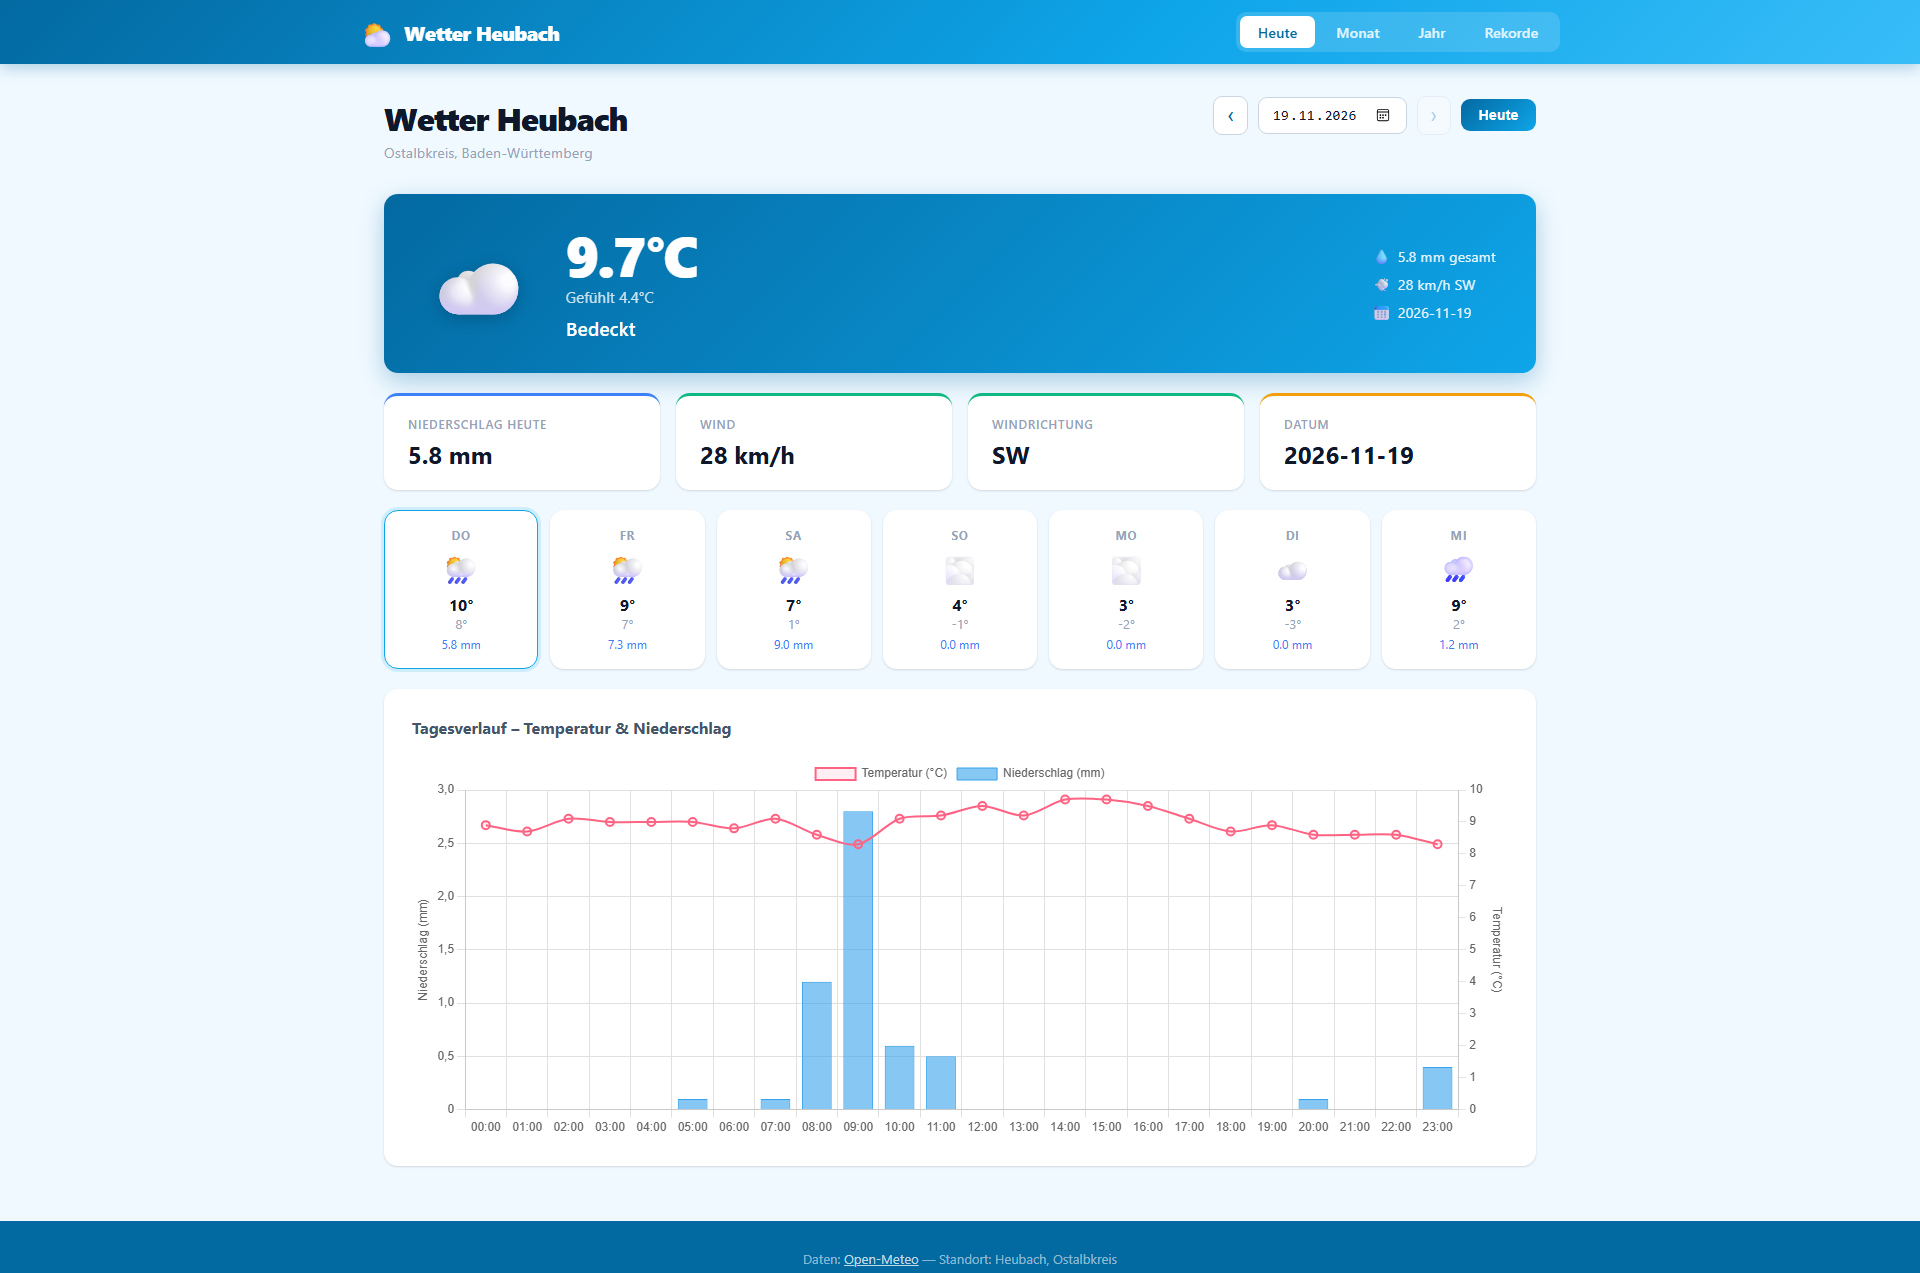 Wetter Heubach
Heute Monat Jahr Rekorde
Wetter Heubach
Ostalbkreis, Baden-Württemberg
‹ 19.11.2026 › Heute
9.7°C
Gefühlt 4.4°C
Bedeckt
5.8 mm gesamt
28 km/h SW
2026-11-19
NIEDERSCHLAG HEUTE
5.8 mm
WIND
28 km/h
WINDRICHTUNG
SW
DATUM
2026-11-19
DO
10°
8°
5.8 mm
FR
9°
7°
7.3 mm
SA
7°
1°
9.0 mm
SO
4°
-1°
0.0 mm
MO
3°
-2°
0.0 mm
DI
3°
-3°
0.0 mm
MI
9°
2°
1.2 mm
Tagesverlauf – Temperatur & Niederschlag
Temperatur (°C) Niederschlag (mm)
Niederschlag (mm)
3,0
2,5
2,0
1,5
1,0
0,5
0
10
9
8
7
6
5
4
3
2
1
0
Temperatur (°C)
00:00 01:00 02:00 03:00 04:00 05:00 06:00 07:00 08:00 09:00 10:00 11:00 12:00 13:00 14:00 15:00 16:00 17:00 18:00 19:00 20:00 21:00 22:00 23:00
Daten: Open-Meteo — Standort: Heubach, Ostalbkreis